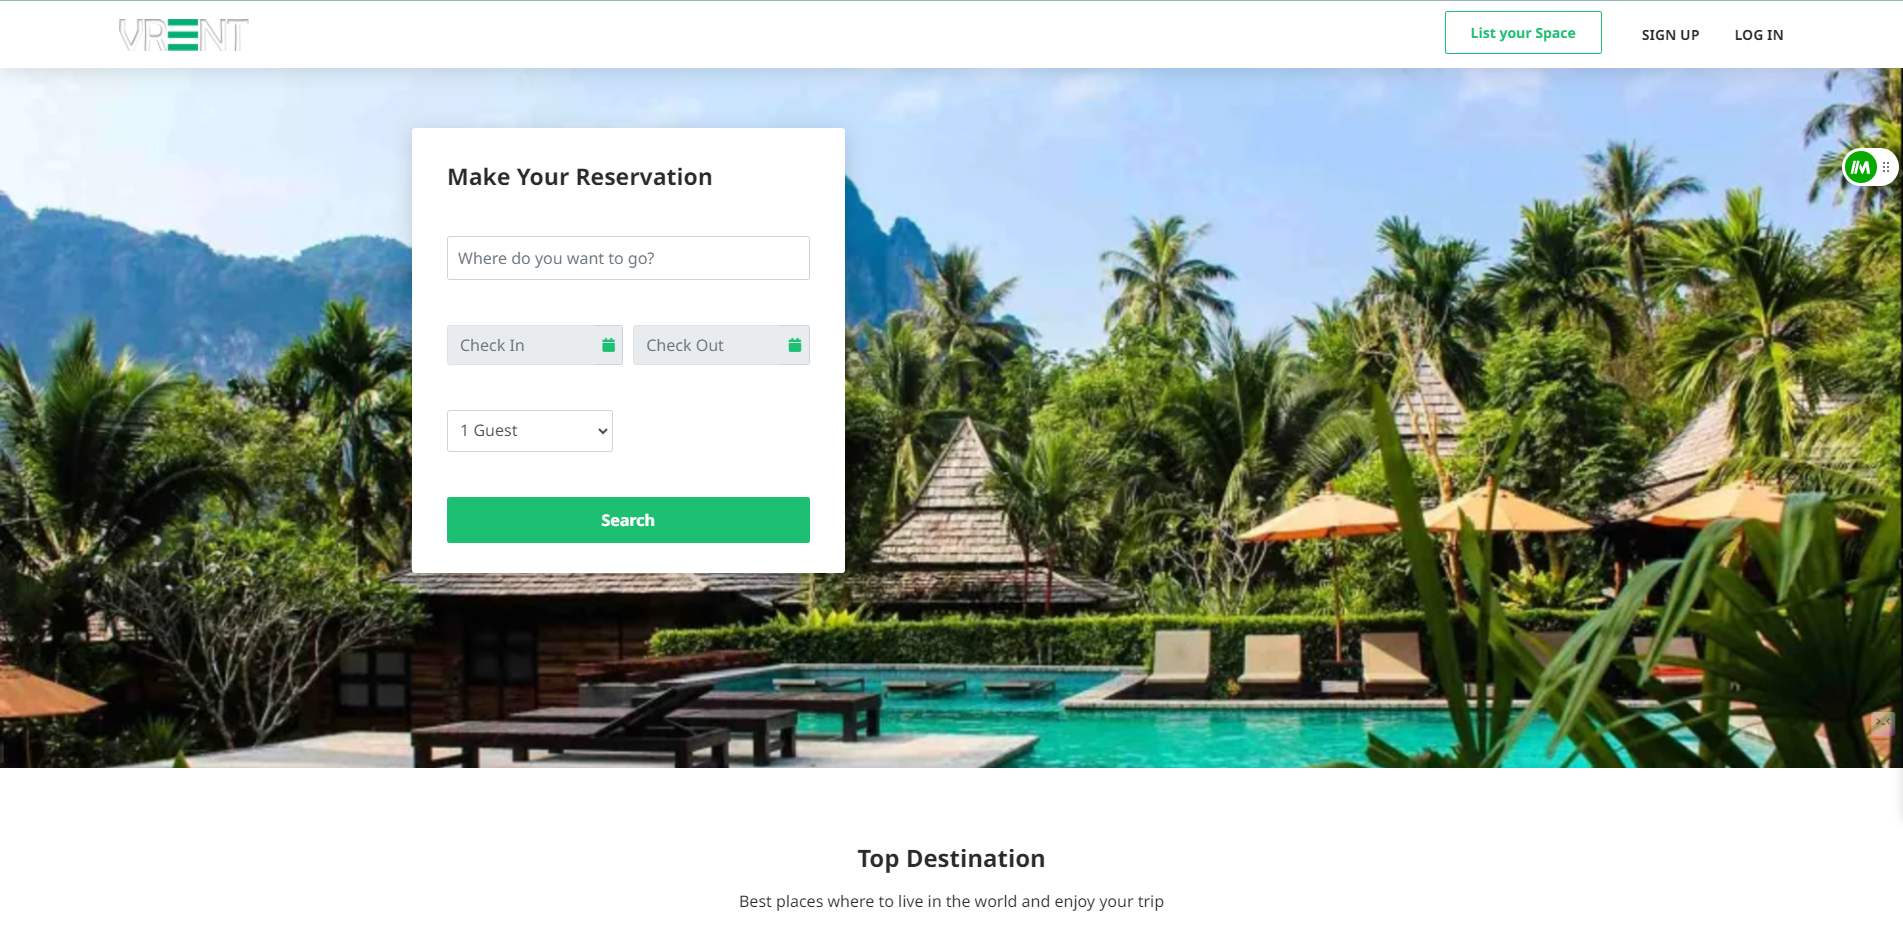 VRENT
List your Space
SIGN UP
LOG IN
Make Your Reservation
Where do you want to go?
Check In
Check Out
1 Guest
Search
Top Destination
Best places where to live in the world and enjoy your trip